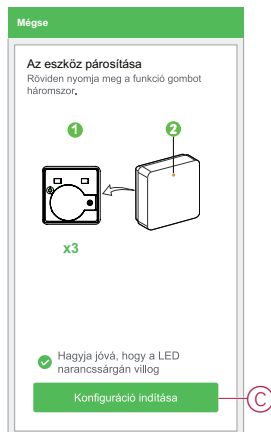 Mégse
Az eszköz párosítása
Röviden nyomja meg a funkció gombot
háromszor.
1
2
x3
Hagyja jóvá, hogy a LED
narancssárgán villog
Konfiguráció indítása
C